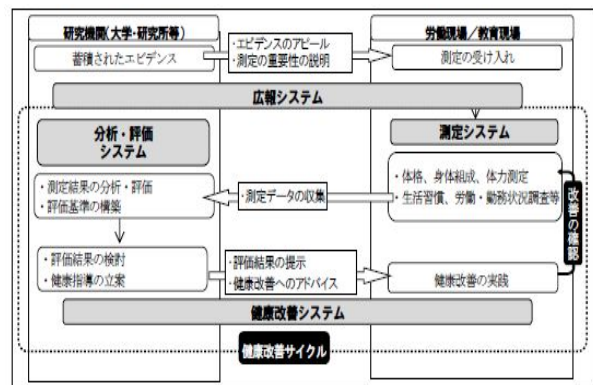 研究機関(大学・研究所等)
労働現場／教育現場
蓄積されたエビデンス
・エビデンスのアピール
・測定の重要性の説明
測定の受け入れ
広報システム
分析・評価
システム
測定システム
・測定結果の分析・評価
・評価基準の構築
・測定データの収集
・体格、身体組成、体力測定
・生活習慣、労働・勤務状況調査等
改善の確認
・評価結果の検討
・健康指導の立案
・評価結果の提示
・健康改善へのアドバイス
健康改善の実践
健康改善システム
健康改善サイクル